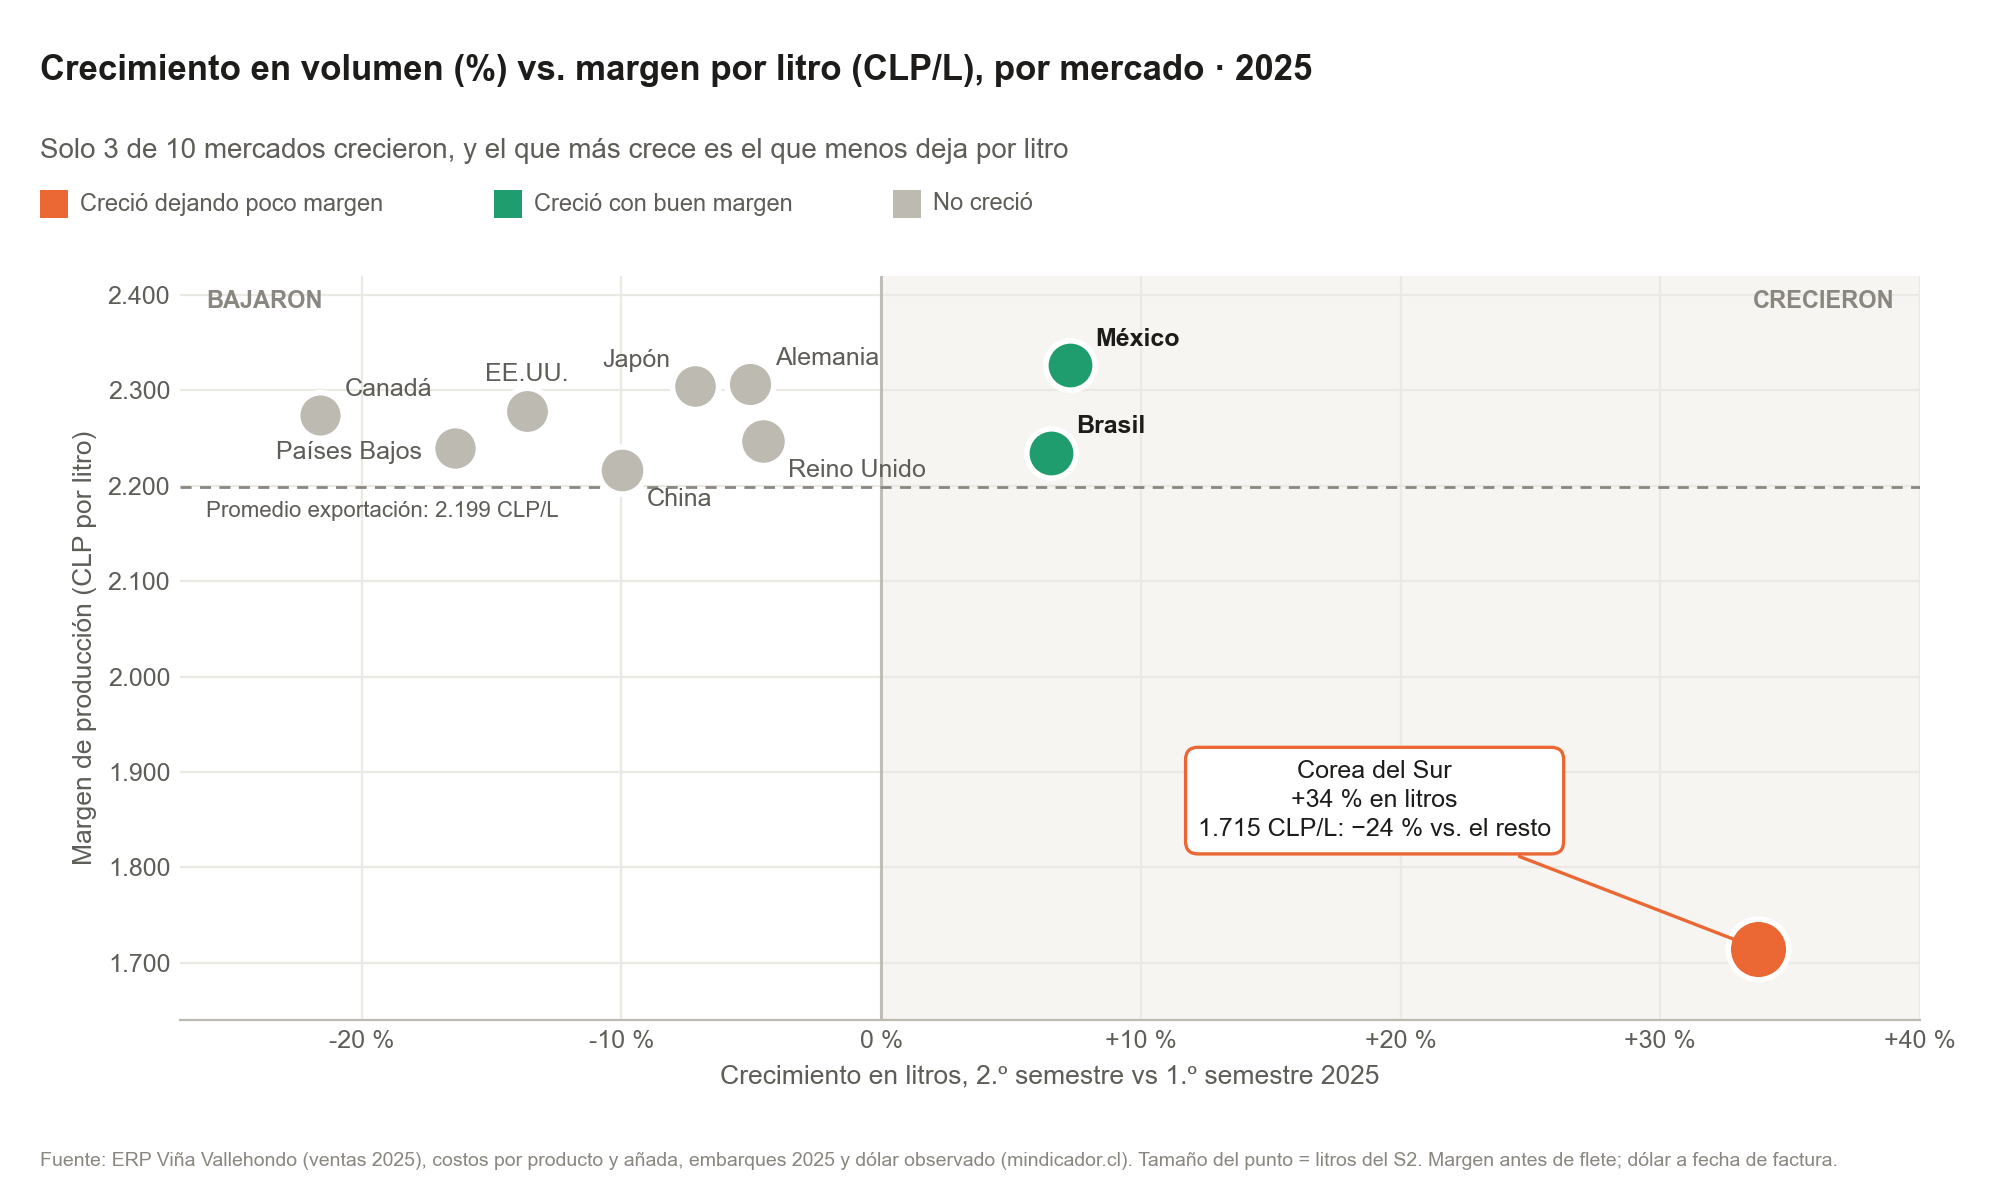 Crecimiento en volumen (%) vs. margen por litro (CLP/L), por mercado · 2025
Solo 3 de 10 mercados crecieron, y el que más crece es el que menos deja por litro
Creció dejando poco margen
Creció con buen margen
No creció
BAJARON
CRECIERON
2.400
2.300
2.200
2.100
2.000
1.900
1.800
1.700
Margen de producción (CLP por litro)
México
Alemania
Japón
EE.UU.
Canadá
Brasil
Países Bajos
Reino Unido
China
Promedio exportación: 2.199 CLP/L
Corea del Sur
+34 % en litros
1.715 CLP/L: −24 % vs. el resto
-20 %
-10 %
0 %
+10 %
+20 %
+30 %
+40 %
Crecimiento en litros, 2.º semestre vs 1.º semestre 2025
Fuente: ERP Viña Vallehondo (ventas 2025), costos por producto y añada, embarques 2025 y dólar observado (mindicador.cl). Tamaño del punto = litros del S2. Margen antes de flete; dólar a fecha de factura.